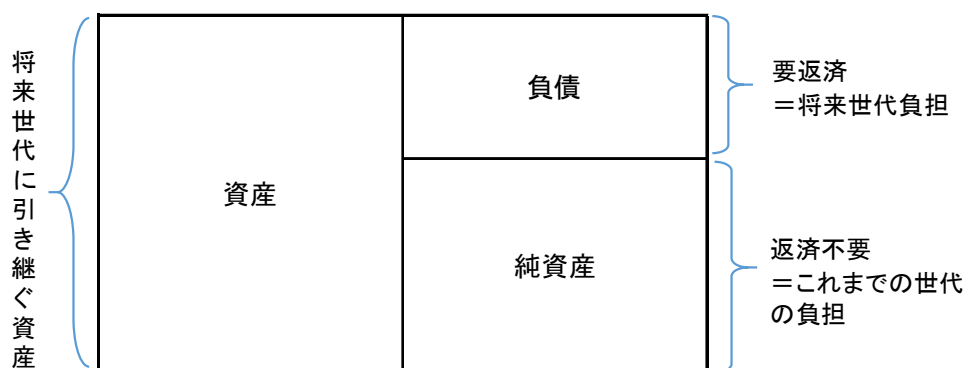 将来世代に引き継ぐ資産
資産
負債
純資産
要返済
＝将来世代負担
返済不要
＝これまでの世代
の負担